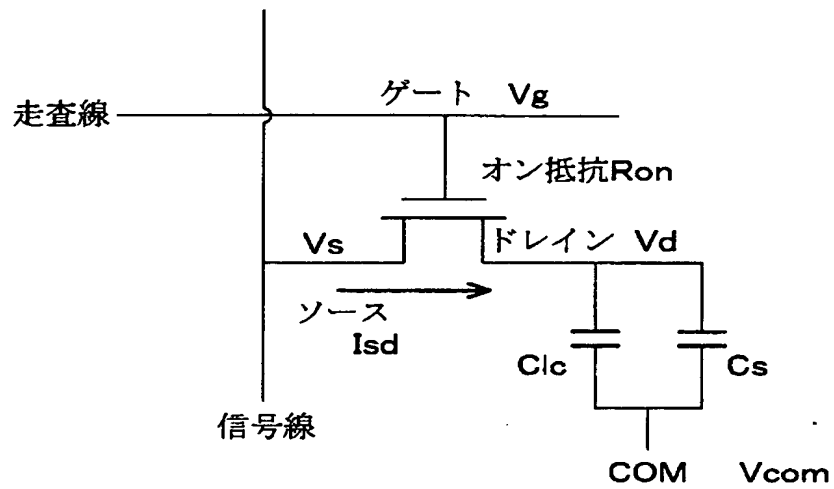 ゲート Vg
走査線
オン抵抗Ron
Vs
ドレイン Vd
ソース
Isd
Clc
Cs
信号線
COM Vcom